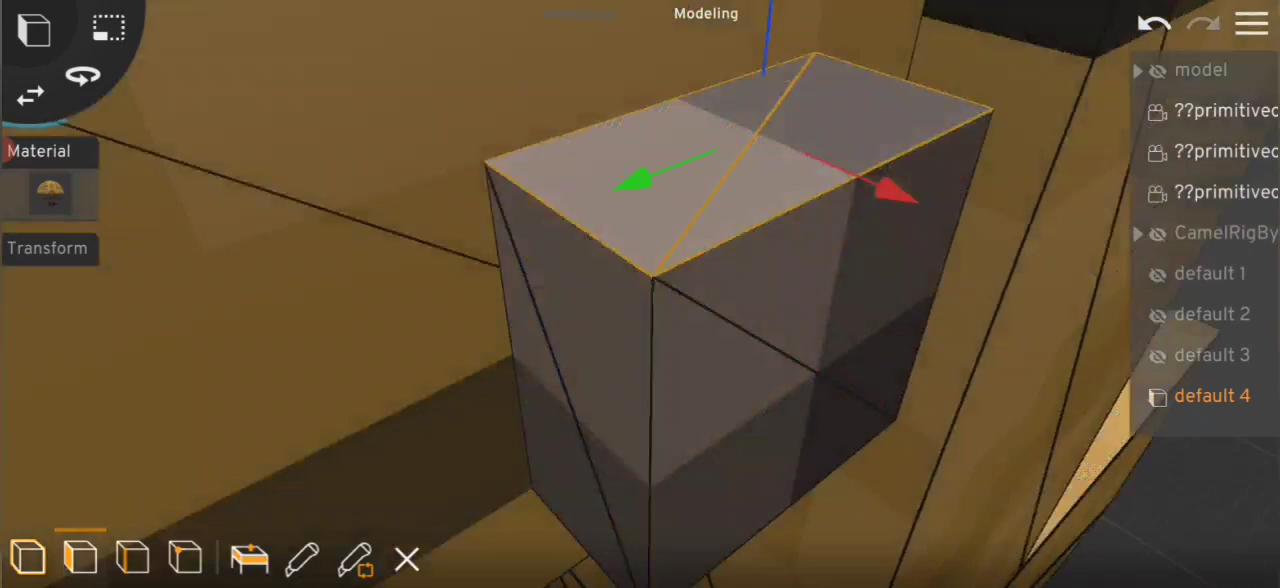 Modeling
model
Material
??primitivec
??primitivec
??primitivec
Transform
CamelRigBy
default 1
default 2
default 3
default 4